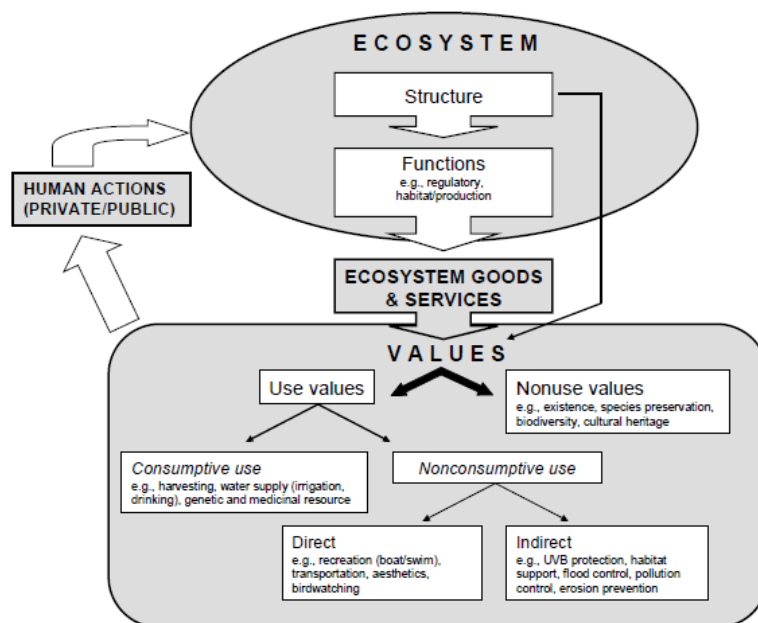 ECOSYSTEM
Structure
Functions
e.g., regulatory,
habitat/production
HUMAN ACTIONS
(PRIVATE/PUBLIC)
ECOSYSTEM GOODS
& SERVICES
VALUES
Use values
Nonuse values
e.g., existence, species preservation,
biodiversity, cultural heritage
Consumptive use
e.g., harvesting, water supply (irrigation,
drinking), genetic and medicinal resource
Nonconsumptive use
Direct
e.g., recreation (boat/swim),
transportation, aesthetics,
birdwatching
Indirect
e.g., UVB protection, habitat
support, flood control, pollution
control, erosion prevention